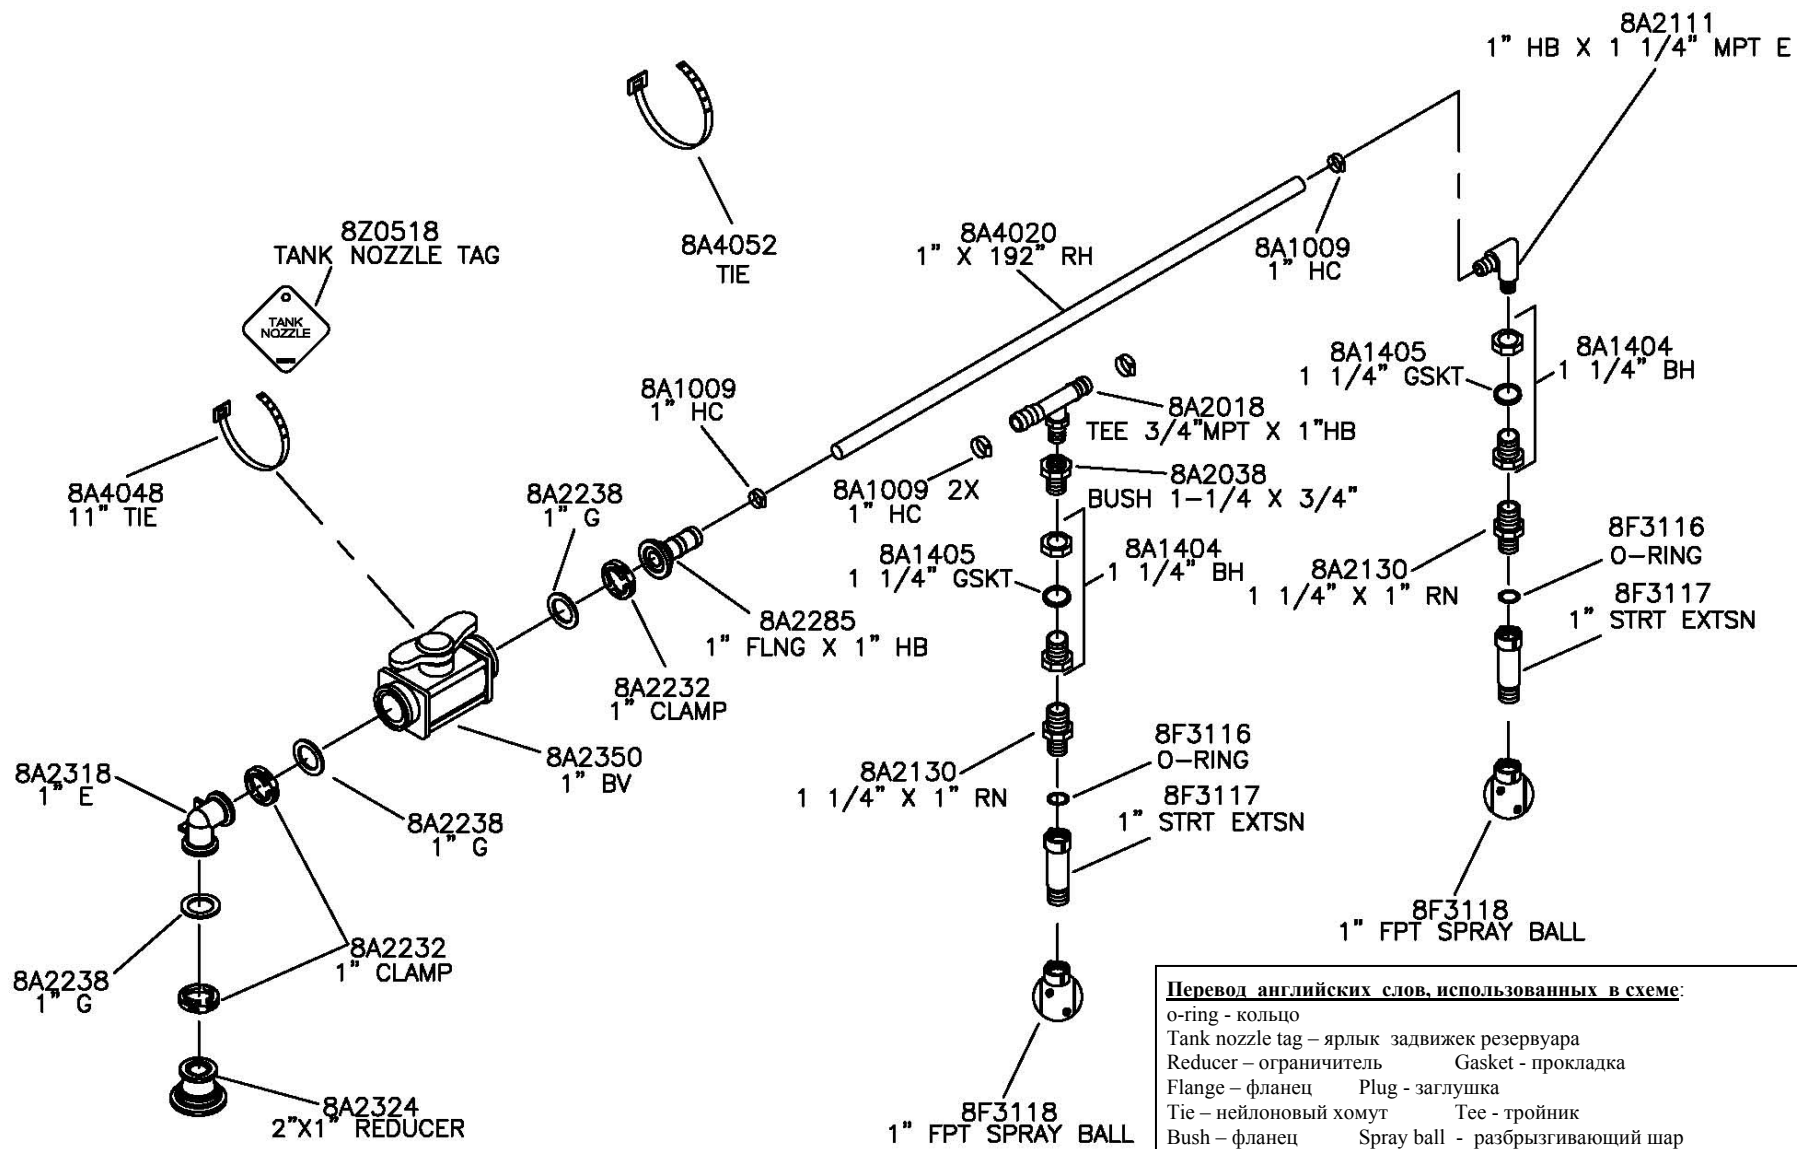 8A2111
1" HB X 1 1/4" MPT E
8Z0518
TANK NOZZLE TAG
TANK
NOZZLE
8A4052
TIE
8A4020
1" X 192" RH
8A1009
1" HC
8A1405
1 1/4" GSKT
8A1404
1 1/4" BH
8A1009
1" HC
8A2018
TEE 3/4"MPT X 1"HB
8A4048
11" TIE
8A2238
1" G
8A1009 2X
1" HC
8A2038
BUSH 1-1/4 X 3/4"
8A1405
1 1/4" GSKT
8A1404
1 1/4" BH
8A2130
1 1/4" X 1" RN
8F3116
O-RING
8F3117
1" STRT EXTSN
8A2285
1" FLNG X 1" HB
8A2232
1" CLAMP
8A2350
1" BV
8A2318
1" E
8A2238
1" G
8A2130
1 1/4" X 1" RN
8F3116
O-RING
8F3117
1" STRT EXTSN
8F3118
1" FPT SPRAY BALL
8A2232
1" CLAMP
8A2238
1" G
8A2324
2"X1" REDUCER
8F3118
1" FPT SPRAY BALL
Перевод английских слов, использованных в схеме:
o-ring - кольцо
Tank nozzle tag – ярлык задвижек резервуара
Reducer – ограничитель Gasket - прокладка
Flange – фланец Plug - заглушка
Tie – нейлоновый хомут Tee - тройник
Bush – фланец Spray ball - разбрызгивающий шар